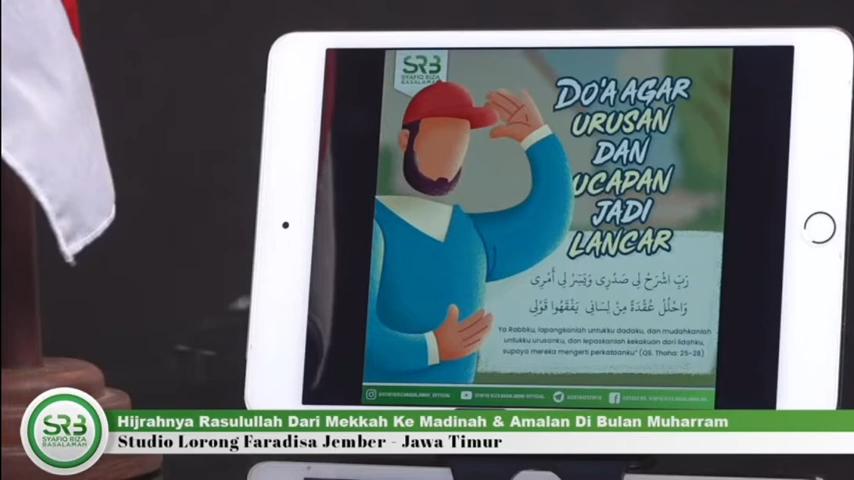 SRB
SYAFIQ RIZA
BASALAMAH
DO'A AGAR
URUSAN
DAN
UCAPAN
JADI
LANCAR
رَبِّ اشْرَحْ لِى صَدْرِى وَيَسِّرْ لِى أَمْرِى
وَاحْلُلْ عُقْدَةً مِنْ لِسَانِى يَفْقَهُوا قَوْلِى
Ya Rabbku, lapangkanlah untukku dadaku, dan mudahkanlah
untukku urusanku, dan lepaskanlah kekakuan dari lidahku,
supaya mereka mengerti perkataanku" (QS. Thoha: 25-28)
SRB
SYAFIQ RIZA
BASALAMAH
Hijrahnya Rasulullah Dari Mekkah Ke Madinah & Amalan Di Bulan Muharram
Studio Lorong Faradisa Jember - Jawa Timur